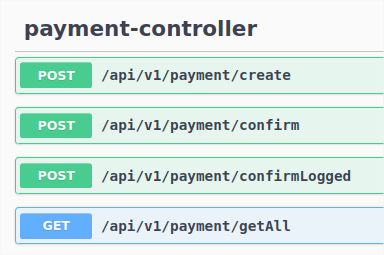 payment-controller
POST /api/v1/payment/create
POST /api/v1/payment/confirm
POST /api/v1/payment/confirmLogged
GET /api/v1/payment/getAll